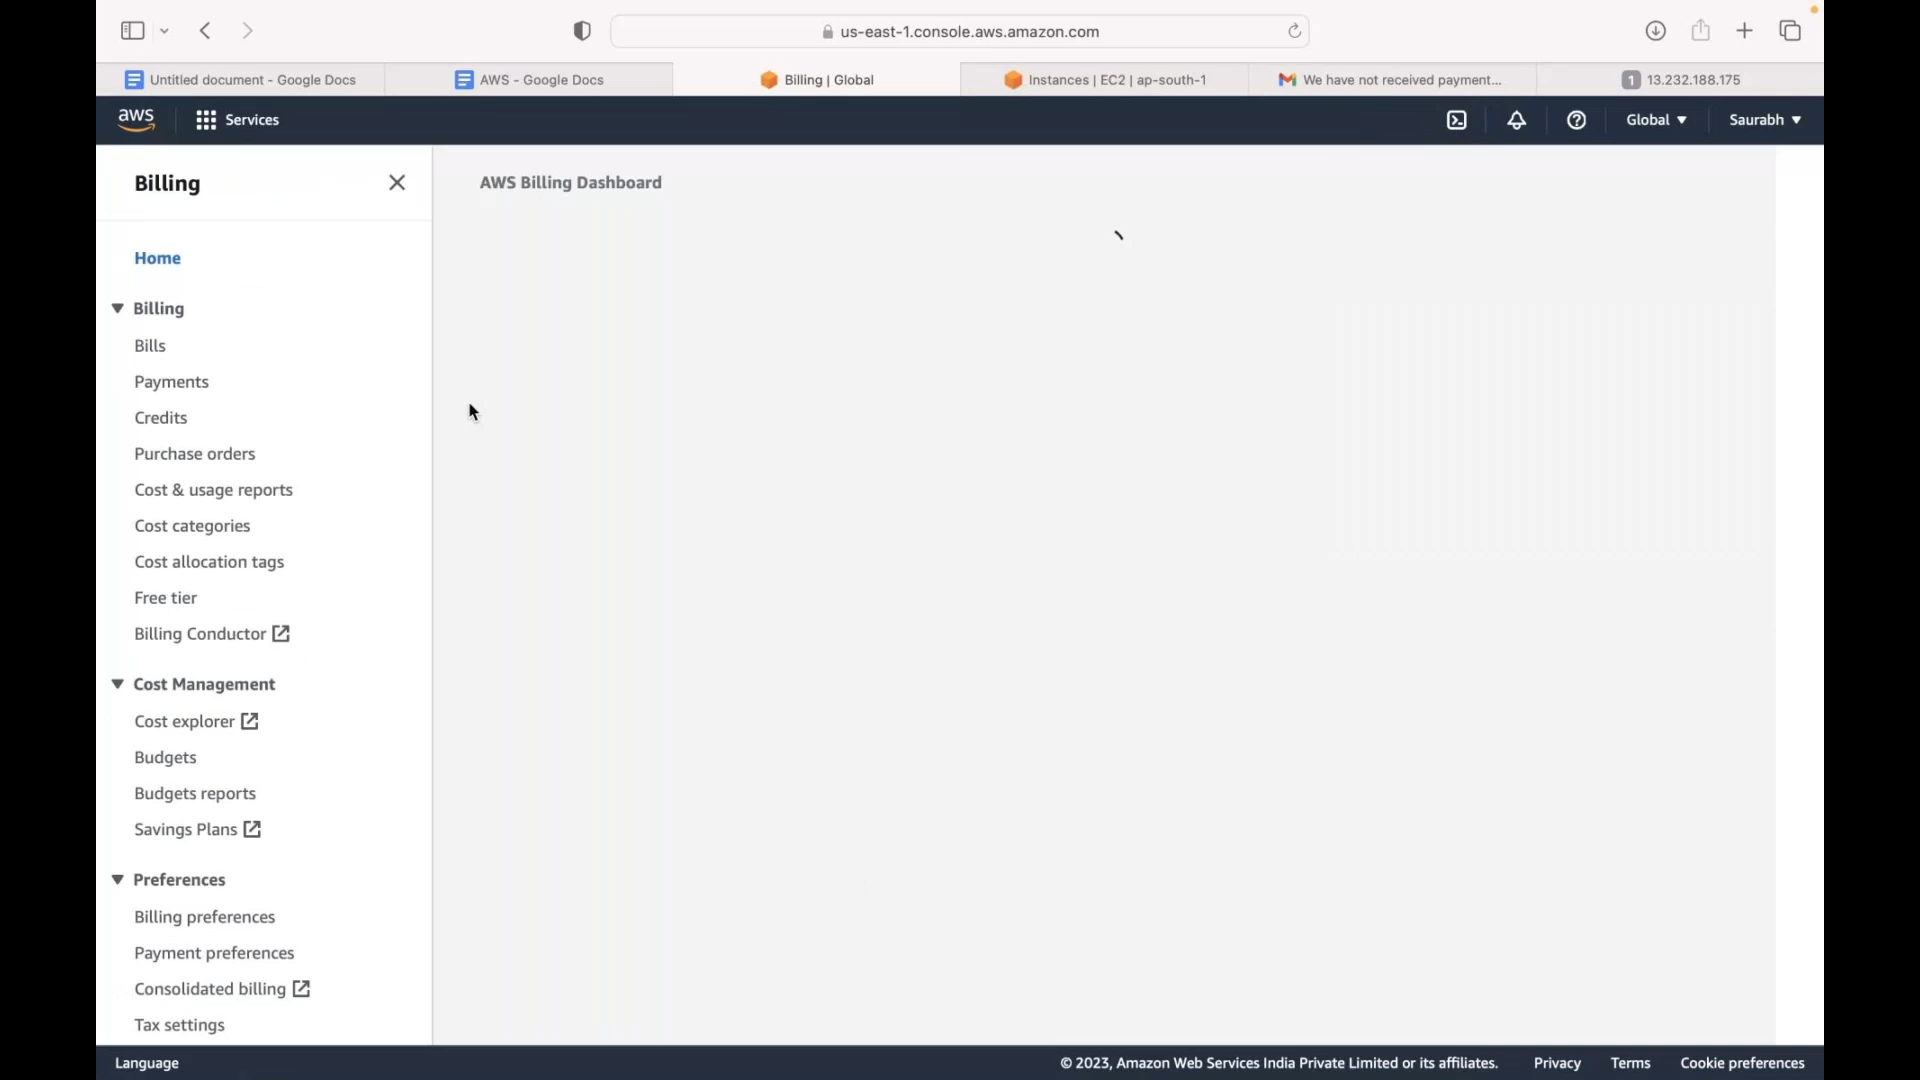 us-east-1.console.aws.amazon.com
Untitled document - Google Docs
AWS - Google Docs
Billing | Global
Instances | EC2 | ap-south-1
We have not received payment...
1 13.232.188.175
aws
Services
Global
Saurabh
Billing
AWS Billing Dashboard
Home
Billing
Bills
Payments
Credits
Purchase orders
Cost & usage reports
Cost categories
Cost allocation tags
Free tier
Billing Conductor
Cost Management
Cost explorer
Budgets
Budgets reports
Savings Plans
Preferences
Billing preferences
Payment preferences
Consolidated billing
Tax settings
Language
© 2023, Amazon Web Services India Private Limited or its affiliates.
Privacy
Terms
Cookie preferences